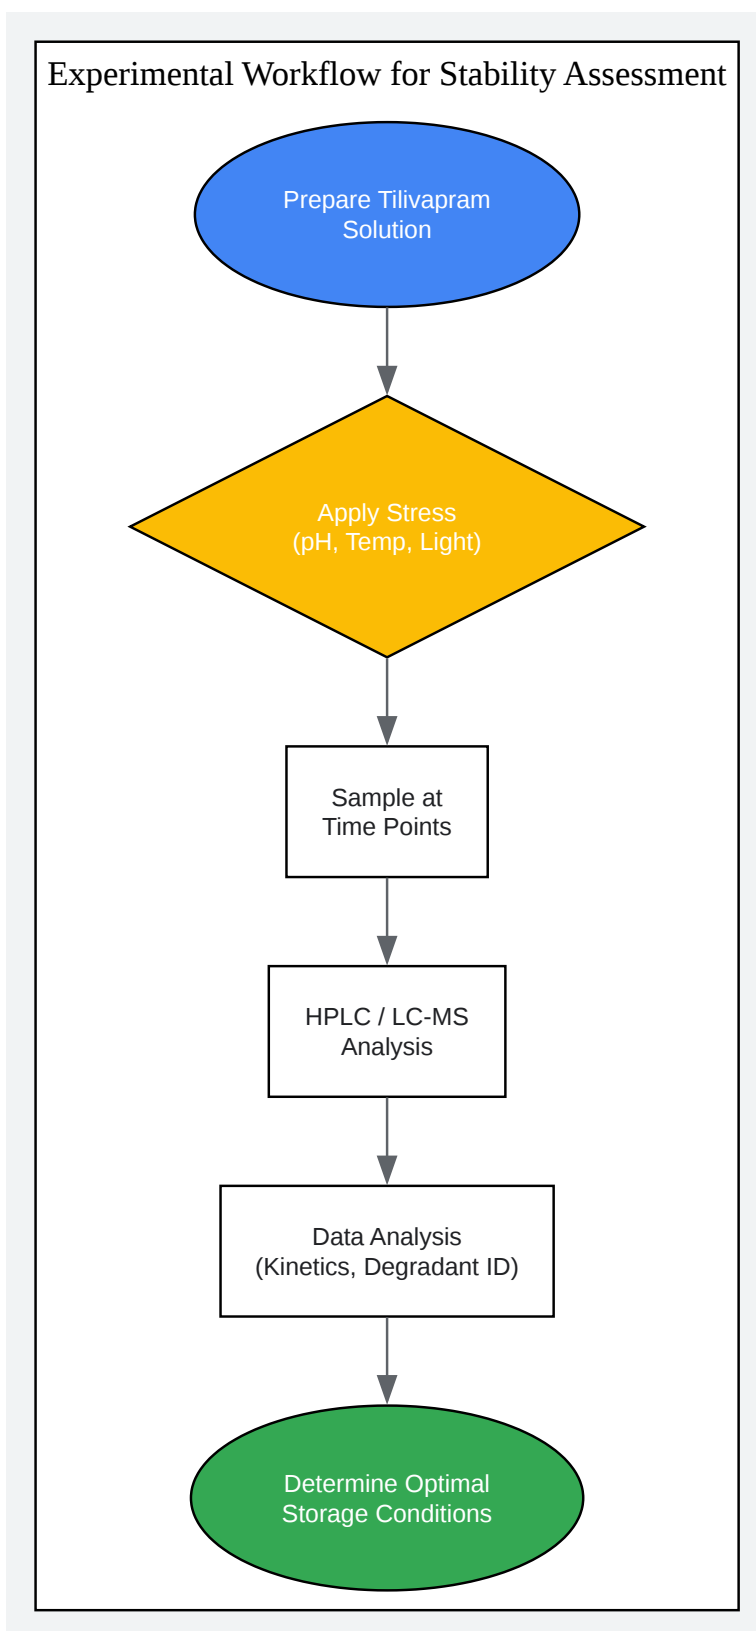 Experimental Workflow for Stability Assessment
Prepare Tilivapram
Solution
Apply Stress
(pH, Temp, Light)
Sample at
Time Points
HPLC / LC-MS
Analysis
Data Analysis
(Kinetics, Degradant ID)
Determine Optimal
Storage Conditions